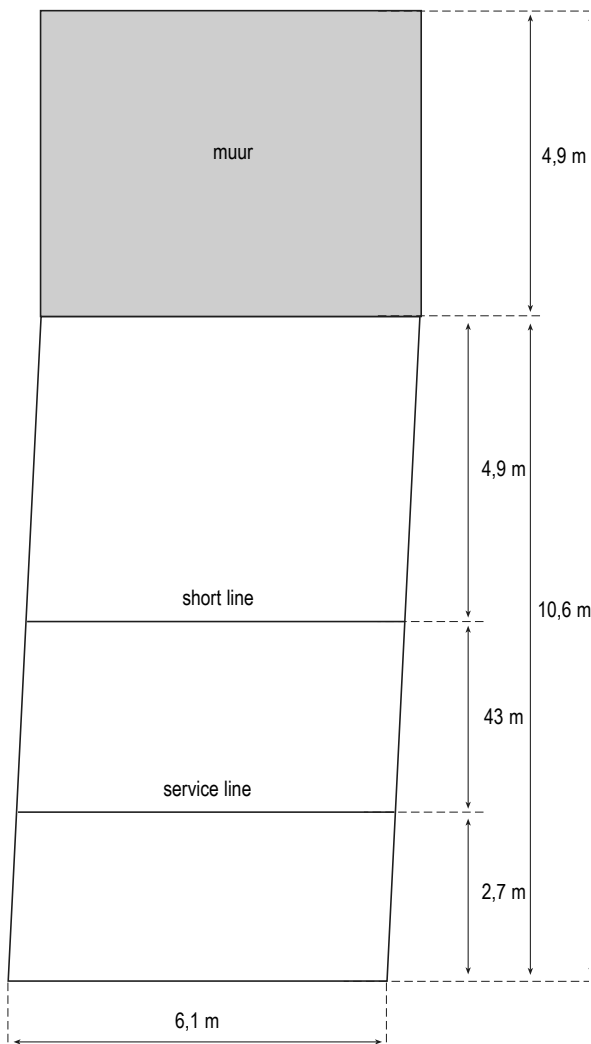 muur
4,9 m
4,9 m
short line
10,6 m
43 m
service line
2,7 m
6,1 m